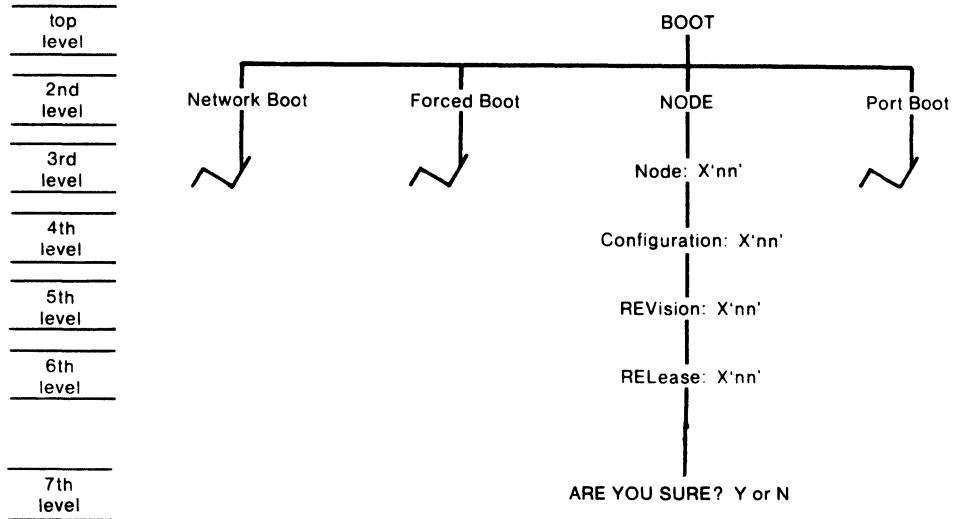 top
level
BOOT
2nd
level
Network Boot
Forced Boot
NODE
Port Boot
3rd
level
Node: X'nn'
4th
level
Configuration: X'nn'
5th
level
REVision: X'nn'
6th
level
RELease: X'nn'
7th
level
ARE YOU SURE? Y or N